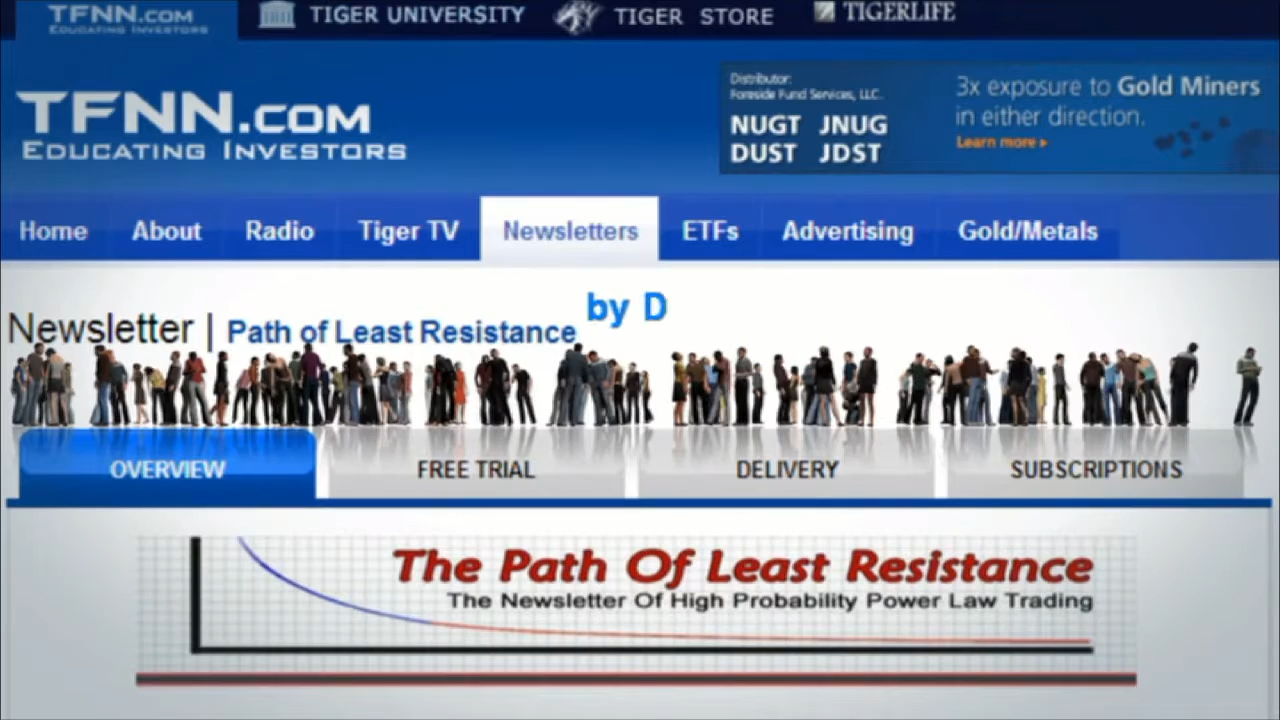 TFNN.COM
EDUCATING INVESTORS
TIGER UNIVERSITY
TIGER STORE
TIGERLIFE
TFNN.COM
EDUCATING INVESTORS
Distributor:
Foreside Fund Services, LLC.
NUGT JNUG
DUST JDST
3x exposure to Gold Miners
in either direction.
Learn more ▸
Home About Radio Tiger TV Newsletters ETFs Advertising Gold/Metals
Newsletter | Path of Least Resistance by D
OVERVIEW FREE TRIAL DELIVERY SUBSCRIPTIONS
The Path Of Least Resistance
The Newsletter Of High Probability Power Law Trading